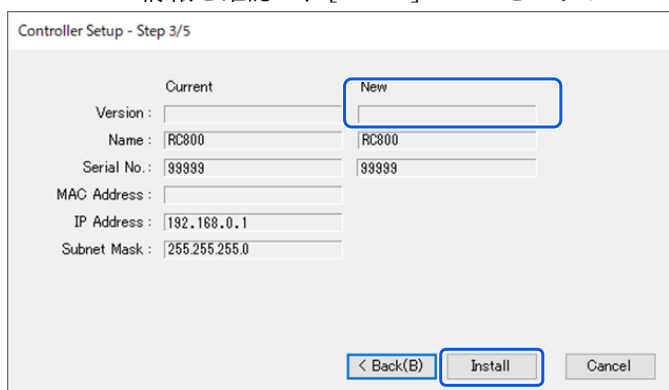 Controller Setup - Step 3/5
Current New
Version :
Name : RC800 RC800
Serial No. : 99999 99999
MAC Address :
IP Address : 192.168.0.1
Subnet Mask : 255.255.255.0
< Back(B) Install Cancel